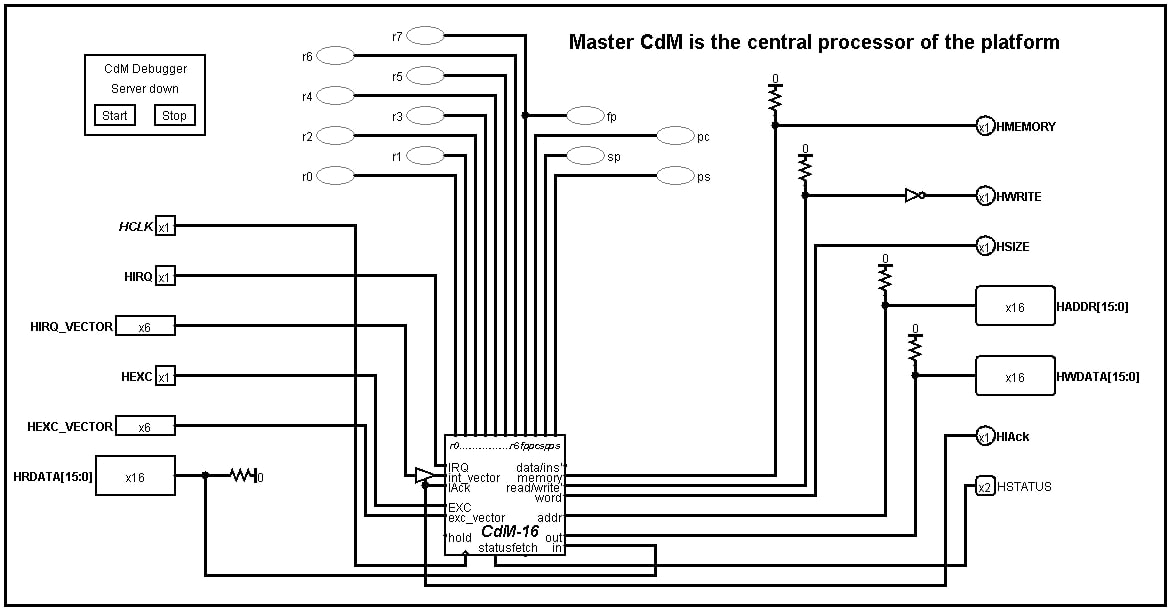 Master CdM is the central processor of the platform
CdM Debugger
Server down
Start Stop
r7
r6
r5
r4
r3
r2
r1
r0
fp
pc
sp
ps
0
x1 HMEMORY
0
x1 HWRITE
x1 HSIZE
0
x16 HADDR[15:0]
0
x16 HWDATA[15:0]
x1 HIAck
x2 HSTATUS
HCLK x1
HIRQ x1
HIRQ_VECTOR x6
HEXC x1
HEXC_VECTOR x6
HRDATA[15:0] x16 0
r0..................r6fppcspps
IRQ data/ins'
int_vector memory
IAck read/write'
word
EXC
exc_vector addr
CdM-16
hold out
statusfetch in